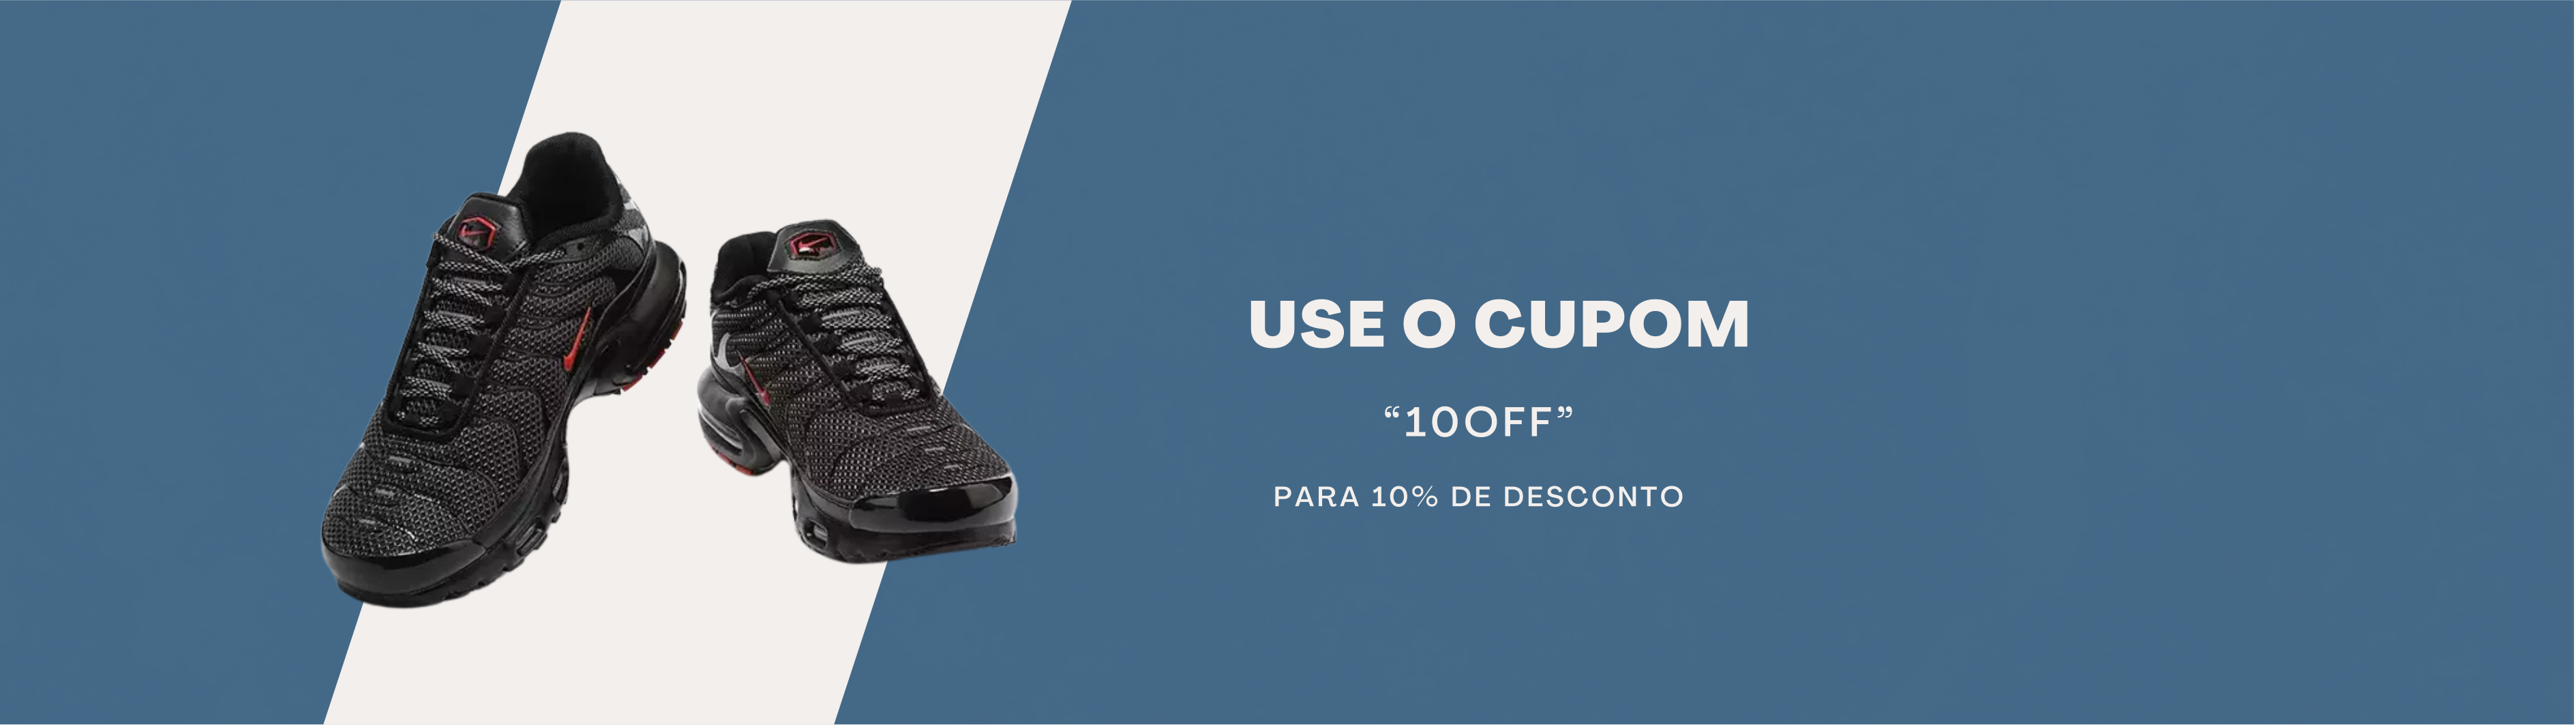 USE O CUPOM
“10OFF”
PARA 10% DE DESCONTO